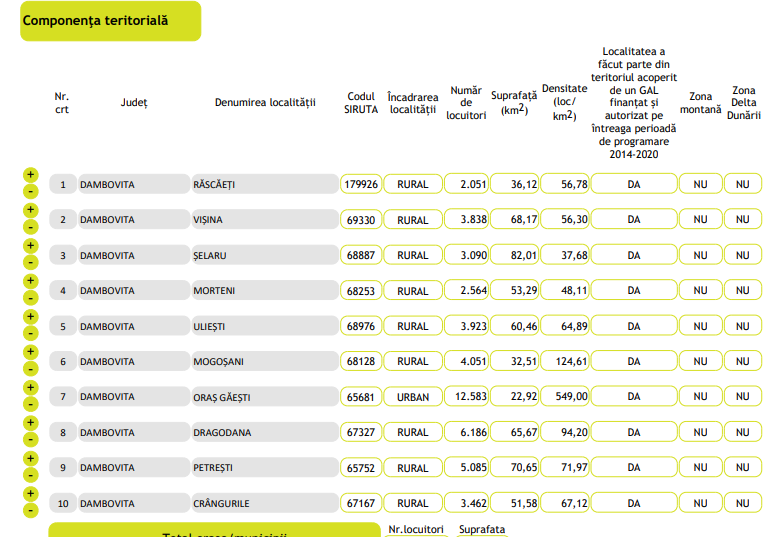 Componența teritorială
Nr. crt Județ Denumirea localității Codul SIRUTA Încadrarea localității Număr de locuitori Suprafață (km2) Densitate (loc/ km2) Localitatea a făcut parte din teritoriul acoperit de un GAL finanțat și autorizat pe întreaga perioadă de programare 2014-2020 Zona montană Zona Delta Dunării
+ - 1 DAMBOVITA RĂSCĂEȚI 179926 RURAL 2.051 36,12 56,78 DA NU NU
+ - 2 DAMBOVITA VIȘINA 69330 RURAL 3.838 68,17 56,30 DA NU NU
+ - 3 DAMBOVITA ȘELARU 68887 RURAL 3.090 82,01 37,68 DA NU NU
+ - 4 DAMBOVITA MORTENI 68253 RURAL 2.564 53,29 48,11 DA NU NU
+ - 5 DAMBOVITA ULIEȘTI 68976 RURAL 3.923 60,46 64,89 DA NU NU
+ - 6 DAMBOVITA MOGOȘANI 68128 RURAL 4.051 32,51 124,61 DA NU NU
+ - 7 DAMBOVITA ORAȘ GĂEȘTI 65681 URBAN 12.583 22,92 549,00 DA NU NU
+ - 8 DAMBOVITA DRAGODANA 67327 RURAL 6.186 65,67 94,20 DA NU NU
+ - 9 DAMBOVITA PETREȘTI 65752 RURAL 5.085 70,65 71,97 DA NU NU
+ - 10 DAMBOVITA CRÂNGURILE 67167 RURAL 3.462 51,58 67,12 DA NU NU
Nr.locuitori Suprafata